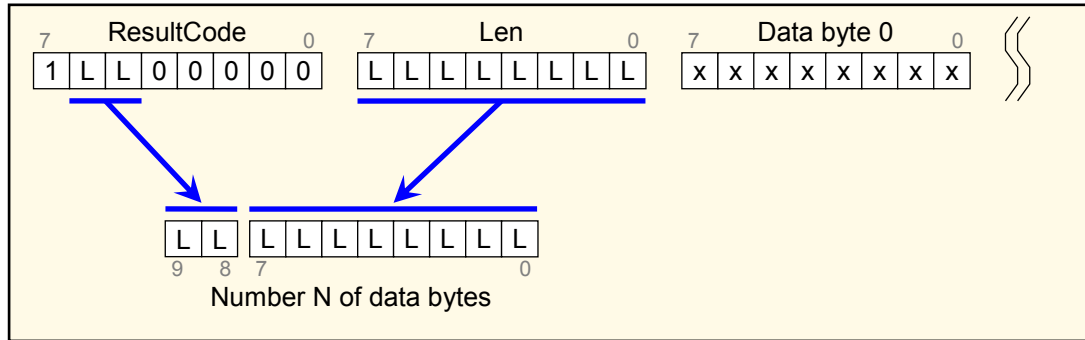 ResultCode Len Data byte 0
7 0 7 0 7 0
1 L L 0 0 0 0 0 L L L L L L L L x x x x x x x x
L L L L L L L L L L
9 8 7 0
Number N of data bytes